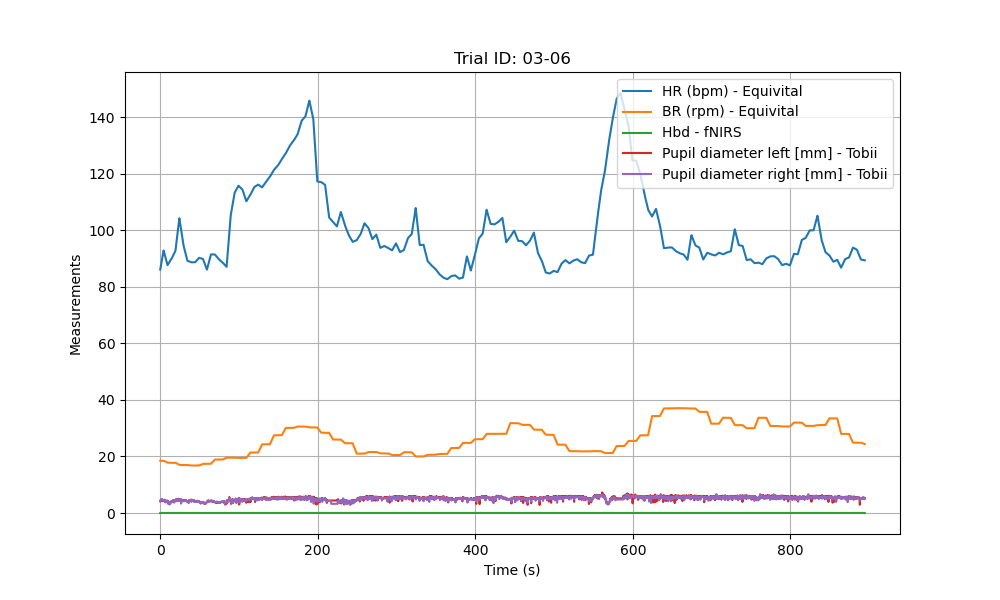 Trial ID: 03-06
HR (bpm) - Equivital
BR (rpm) - Equivital
Hbd - fNIRS
Pupil diameter left [mm] - Tobii
Pupil diameter right [mm] - Tobii
Measurements
140
120
100
80
60
40
20
0
0 200 400 600 800
Time (s)